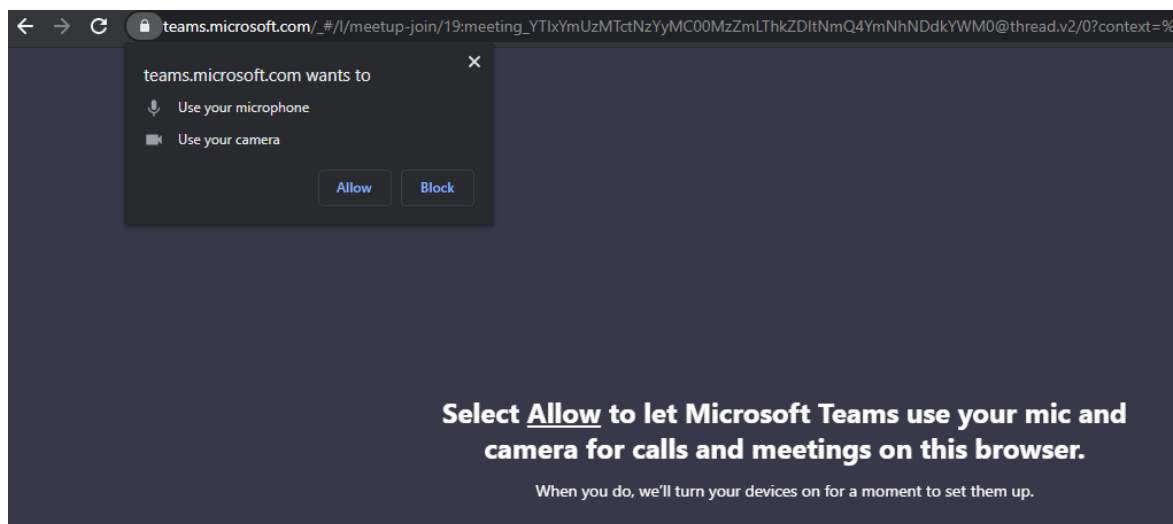 teams.microsoft.com/_#/l/meetup-join/19:meeting_YTIxYmUzMTctNzYyMC00MzZmLThkZDItNmQ4YmNhNDdkYWM0@thread.v2/0?context=%
teams.microsoft.com wants to
Use your microphone
Use your camera
Allow Block
Select Allow to let Microsoft Teams use your mic and
camera for calls and meetings on this browser.
When you do, we'll turn your devices on for a moment to set them up.